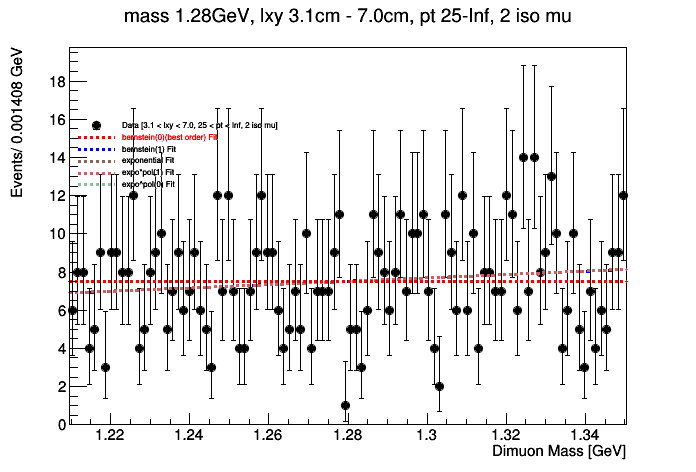 mass 1.28GeV, lxy 3.1cm - 7.0cm, pt 25-Inf, 2 iso mu
Events/ 0.001408 GeV
18
16
14
12
10
8
6
4
2
0
Data [3.1 < lxy < 7.0, 25 < pt < Inf, 2 iso mu]
bernstein(0)(best order) Fit
bernstein(1) Fit
exponential Fit
expo*pol(1) Fit
expo*pol(0) Fit
1.22 1.24 1.26 1.28 1.3 1.32 1.34
Dimuon Mass [GeV]